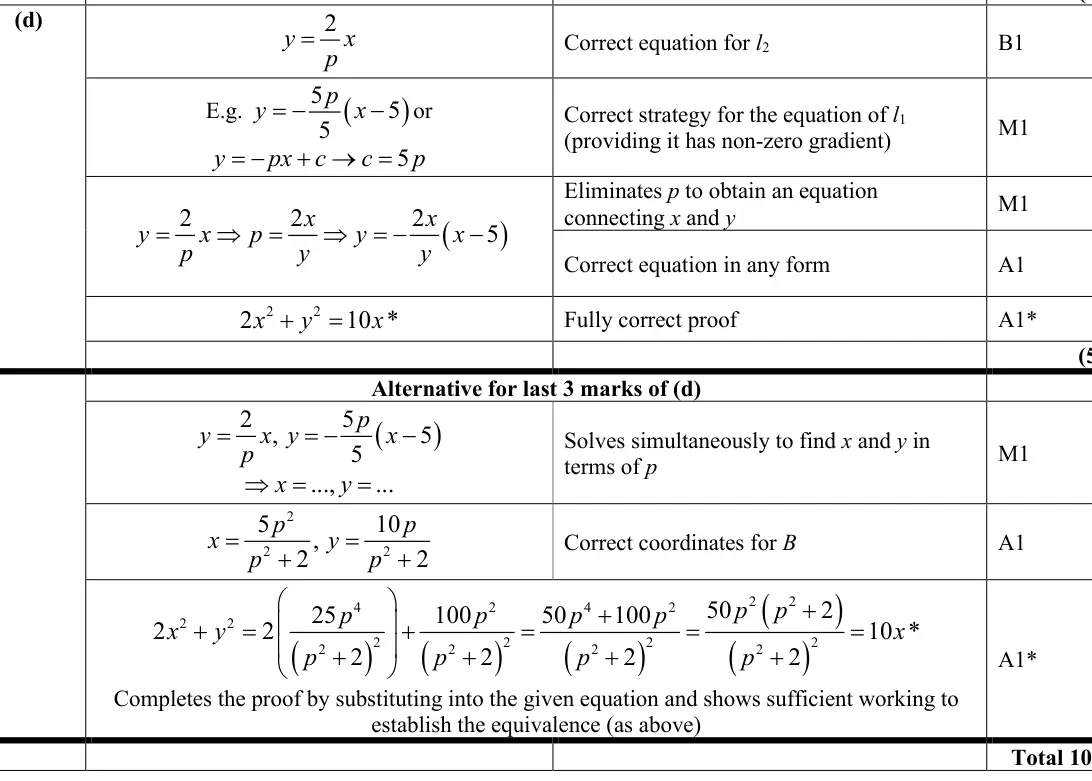 (d)
y = 2/p x
Correct equation for l₂
B1
E.g. y = −5p/5 (x − 5) or
y = −px + c → c = 5p
Correct strategy for the equation of l₁
(providing it has non-zero gradient)
M1
y = 2/p x ⇒ p = 2x/y ⇒ y = −2x/y (x − 5)
Eliminates p to obtain an equation
connecting x and y
M1
Correct equation in any form
A1
2x² + y² = 10x *
Fully correct proof
A1*
(5
Alternative for last 3 marks of (d)
y = 2/p x, y = −5p/5 (x − 5)
⇒ x = ..., y = ...
Solves simultaneously to find x and y in
terms of p
M1
x = 5p²/(p² + 2), y = 10p/(p² + 2)
Correct coordinates for B
A1
2x² + y² = 2(25p⁴/(p² + 2)²) + 100p²/(p² + 2)² = (50p⁴ + 100p²)/(p² + 2)² = 50p²(p² + 2)/(p² + 2)² = 10x *
A1*
Completes the proof by substituting into the given equation and shows sufficient working to
establish the equivalence (as above)
Total 10